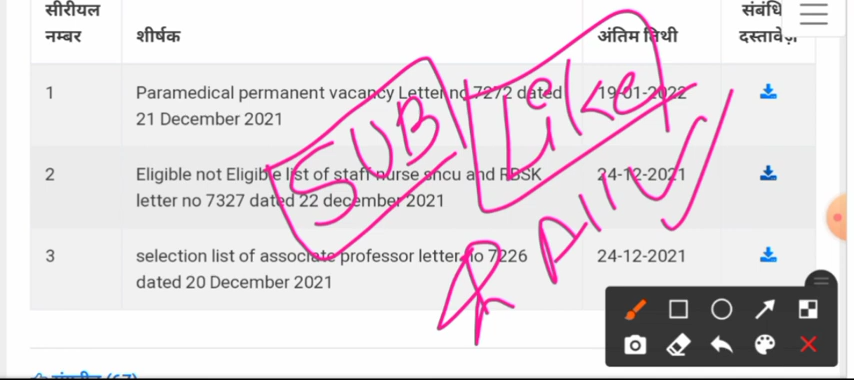 सीरीयल नम्बर
शीर्षक
अंतिम तिथी
संबंधि
दस्तावेज़
1
Paramedical permanent vacancy Letter no 7272 dated
21 December 2021
19-01-2022
2
Eligible not Eligible list of staff nurse sncu and RBSK
letter no 7327 dated 22 december 2021
24-12-2021
3
selection list of associate professor letter no 7226
dated 20 December 2021
24-12-2021
SUB
Like